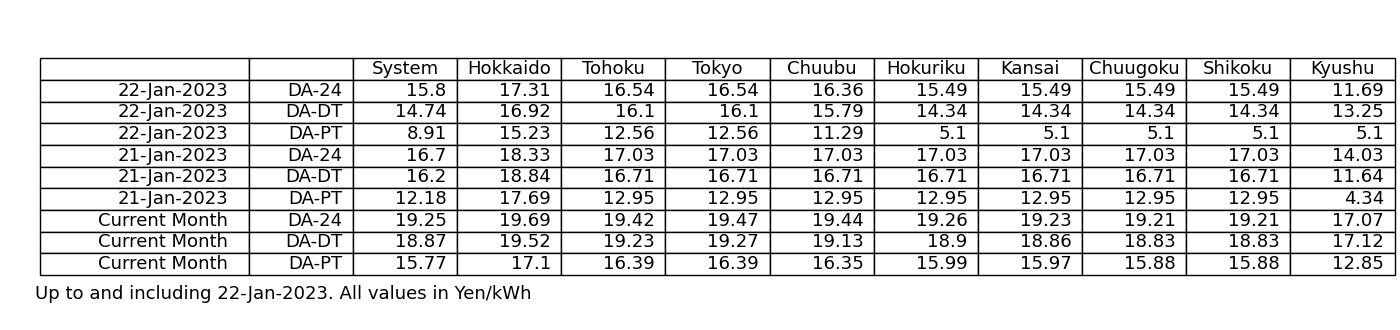 System Hokkaido Tohoku Tokyo Chuubu Hokuriku Kansai Chuugoku Shikoku Kyushu
22-Jan-2023 DA-24 15.8 17.31 16.54 16.54 16.36 15.49 15.49 15.49 15.49 11.69
22-Jan-2023 DA-DT 14.74 16.92 16.1 16.1 15.79 14.34 14.34 14.34 14.34 13.25
22-Jan-2023 DA-PT 8.91 15.23 12.56 12.56 11.29 5.1 5.1 5.1 5.1 5.1
21-Jan-2023 DA-24 16.7 18.33 17.03 17.03 17.03 17.03 17.03 17.03 17.03 14.03
21-Jan-2023 DA-DT 16.2 18.84 16.71 16.71 16.71 16.71 16.71 16.71 16.71 11.64
21-Jan-2023 DA-PT 12.18 17.69 12.95 12.95 12.95 12.95 12.95 12.95 12.95 4.34
Current Month DA-24 19.25 19.69 19.42 19.47 19.44 19.26 19.23 19.21 19.21 17.07
Current Month DA-DT 18.87 19.52 19.23 19.27 19.13 18.9 18.86 18.83 18.83 17.12
Current Month DA-PT 15.77 17.1 16.39 16.39 16.35 15.99 15.97 15.88 15.88 12.85
Up to and including 22-Jan-2023. All values in Yen/kWh